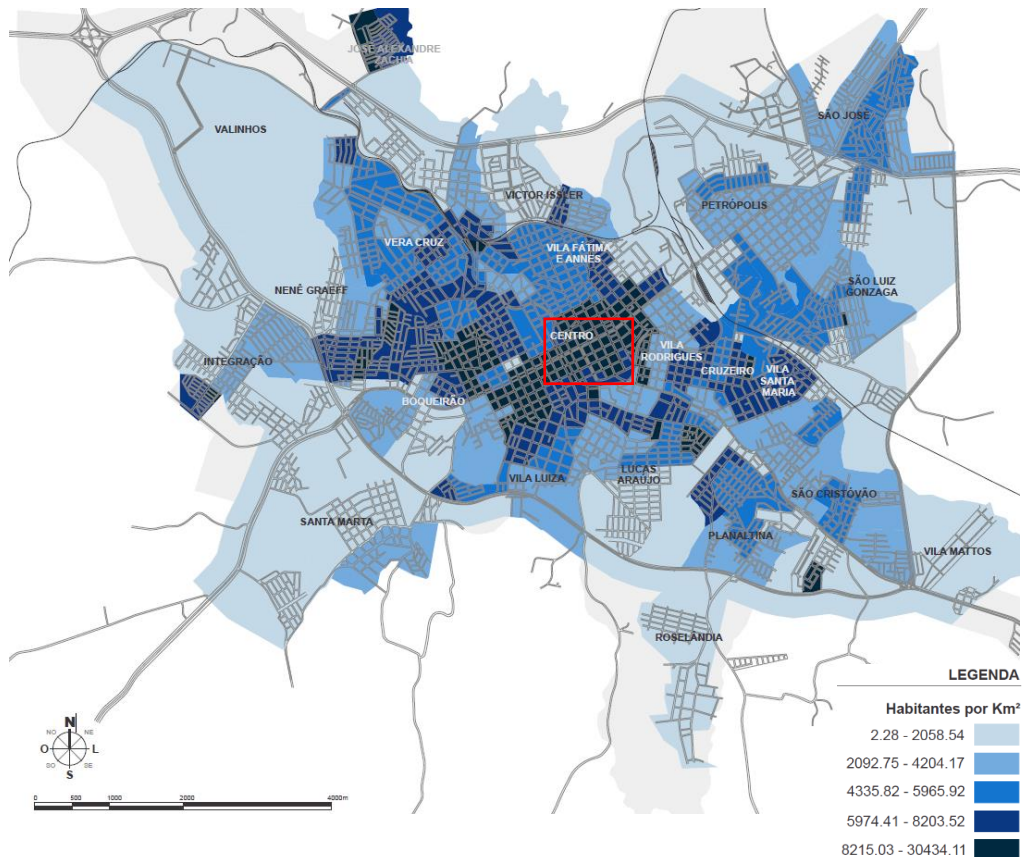 JOSÉ ALEXANDRE
ZACHIA
VALINHOS
SÃO JOSÉ
VICTOR ISSLER
PETRÓPOLIS
VERA CRUZ
VILA FÁTIMA
E ANNES
NENÊ GRAEFF
SÃO LUIZ
GONZAGA
CENTRO
VILA
RODRIGUES
INTEGRAÇÃO
CRUZEIRO
VILA
SANTA
MARIA
BOQUEIRÃO
LUCAS
ARAÚJO
VILA LUIZA
SÃO CRISTÓVÃO
SANTA MARTA
PLANALTINA
VILA MATTOS
ROSELÂNDIA
LEGENDA
Habitantes por Km²
2.28 - 2058.54
2092.75 - 4204.17
4335.82 - 5965.92
5974.41 - 8203.52
8215.03 - 30434.11
N
NO NE
O L
SO SE
S
0 500 1000 2000 4000m